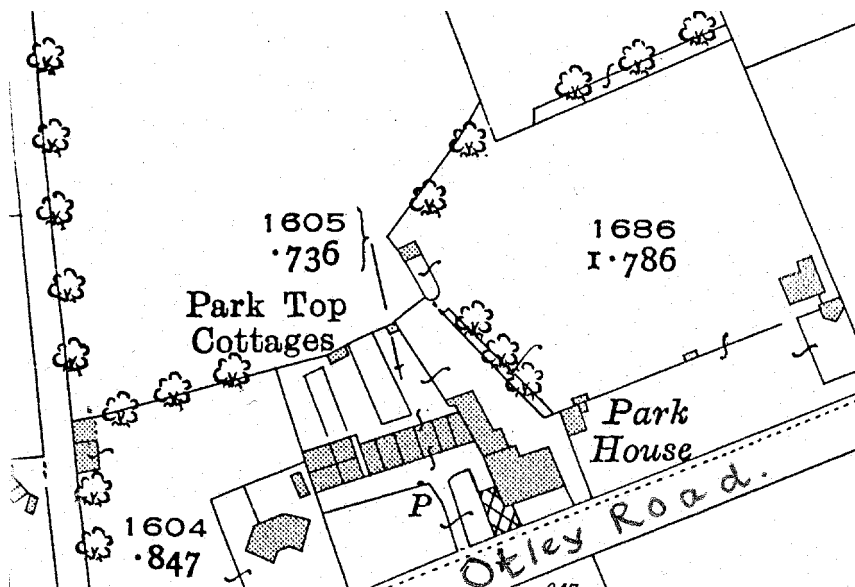 1605
·736
1686
1·786
Park Top
Cottages
Park
House
P
1604
·847
Otley Road.